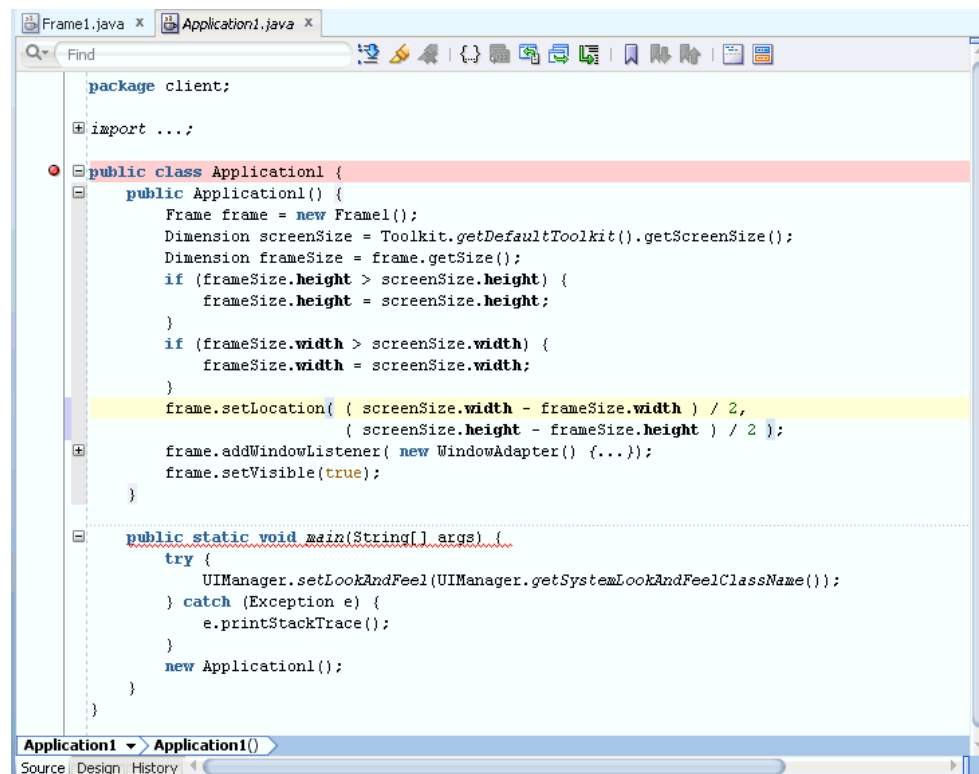 Frame1.java x Application1.java x
Find
package client;
import ...;
public class Application1 {
public Application1() {
Frame frame = new Frame1();
Dimension screenSize = Toolkit.getDefaultToolkit().getScreenSize();
Dimension frameSize = frame.getSize();
if (frameSize.height > screenSize.height) {
frameSize.height = screenSize.height;
}
if (frameSize.width > screenSize.width) {
frameSize.width = screenSize.width;
}
frame.setLocation( ( screenSize.width - frameSize.width ) / 2,
( screenSize.height - frameSize.height ) / 2 );
frame.addWindowListener( new WindowAdapter() {...});
frame.setVisible(true);
}
public static void main(String[] args) {
try {
UIManager.setLookAndFeel(UIManager.getSystemLookAndFeelClassName());
} catch (Exception e) {
e.printStackTrace();
}
new Application1();
}
}
Application1 Application1()
Source Design History